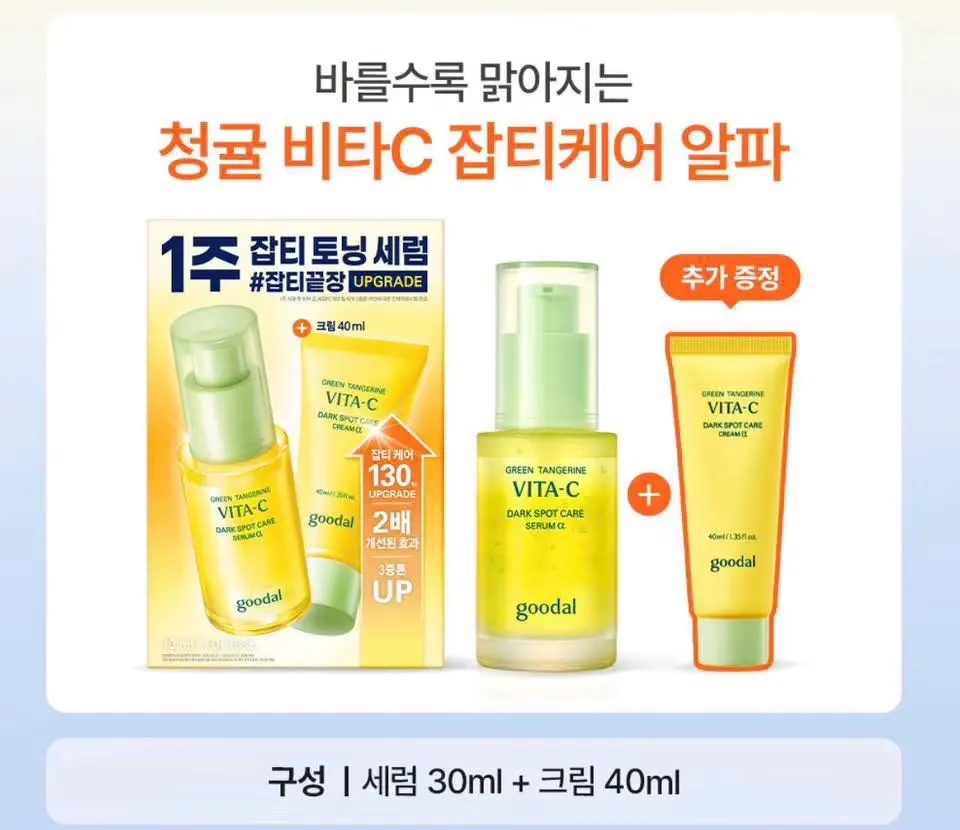 바를수록 맑아지는
청귤 비타C 잡티케어 알파
1주 잡티 토닝 세럼
#잡티끝장 UPGRADE
+ 크림 40ml
GREEN TANGERINE
VITA-C
DARK SPOT CARE
CREAM α
40ml / 1.35fl.oz.
goodal
GREEN TANGERINE
VITA-C
DARK SPOT CARE
SERUM α
goodal
잡티 케어
130%
UPGRADE
2배
개선된 효과
3중톤
UP
GREEN TANGERINE
VITA-C
DARK SPOT CARE
SERUM α
goodal
+
추가 증정
GREEN TANGERINE
VITA-C
DARK SPOT CARE
CREAM α
40ml / 1.35fl.oz.
goodal
구성 | 세럼 30ml + 크림 40ml